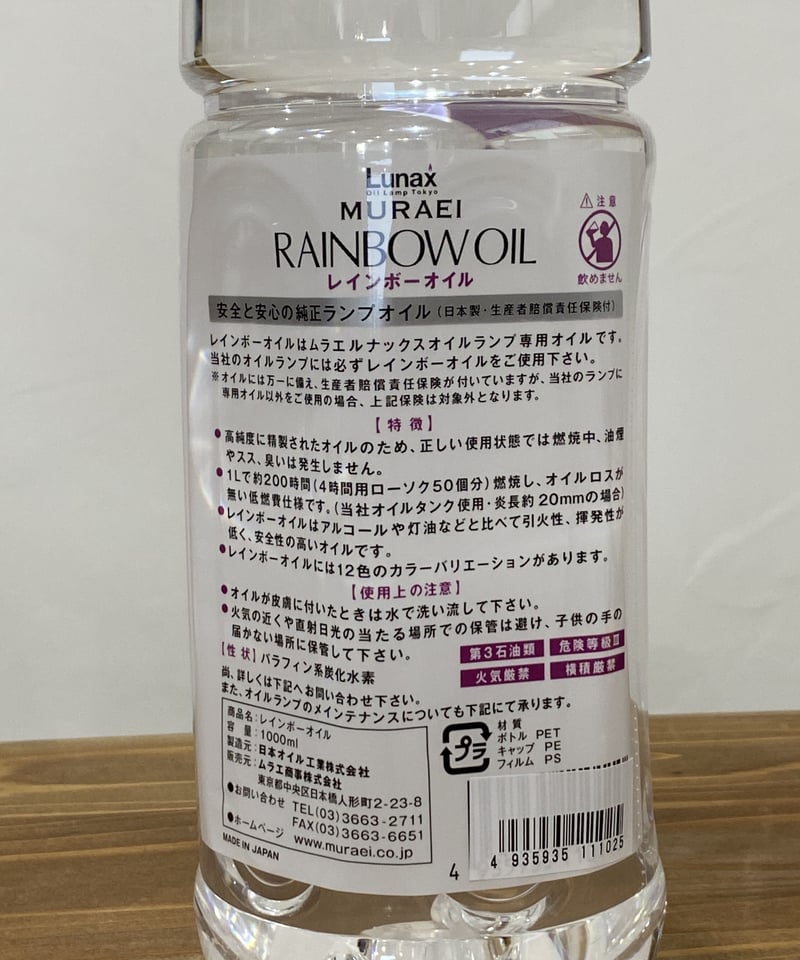 Lunax
Oil Lamp Tokyo
MURAEI
RAINBOW OIL
レインボーオイル
⚠注意
飲めません
安全と安心の純正ランプオイル（日本製・生産者賠償責任保険付）
レインボーオイルはムラエルナックスオイルランプ専用オイルです。
当社のオイルランプには必ずレインボーオイルをご使用下さい。
※オイルには万一に備え、生産者賠償責任保険が付いていますが、当社のランプに
専用オイル以外をご使用の場合、上記保険は対象外となります。
【特徴】
●高純度に精製されたオイルのため、正しい使用状態では燃焼中、油煙
やスス、臭いは発生しません。
●1Lで約200時間（4時間用ローソク50個分）燃焼し、オイルロスが
無い低燃費仕様です。（当社オイルタンク使用・炎長約20mmの場合）
●レインボーオイルはアルコールや灯油などと比べて引火性、揮発性が
低く、安全性の高いオイルです。
●レインボーオイルには12色のカラーバリエーションがあります。
【使用上の注意】
●オイルが皮膚に付いたときは水で洗い流して下さい。
●火気の近くや直射日光の当たる場所での保管は避け、子供の手の
届かない場所に保管して下さい。
【性状】パラフィン系炭化水素
第3石油類 危険等級Ⅲ
火気厳禁 横積厳禁
尚、詳しくは下記へお問い合わせ下さい。
また、オイルランプのメインテナンスについても下記にて承ります。
商品名：レインボーオイル
容量：1000ml
製造元：日本オイル工業株式会社
販売元：ムラエ商事株式会社
東京都中央区日本橋人形町2-23-8
●お問い合わせ TEL(03)3663-2711
FAX(03)3663-6651
●ホームページ www.muraei.co.jp
MADE IN JAPAN
プラ
材質
ボトル PET
キャップ PE
フィルム PS
4
4 935935 111025